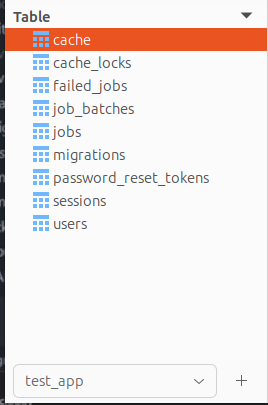 Table
cache
cache_locks
failed_jobs
job_batches
jobs
migrations
password_reset_tokens
sessions
users
test_app